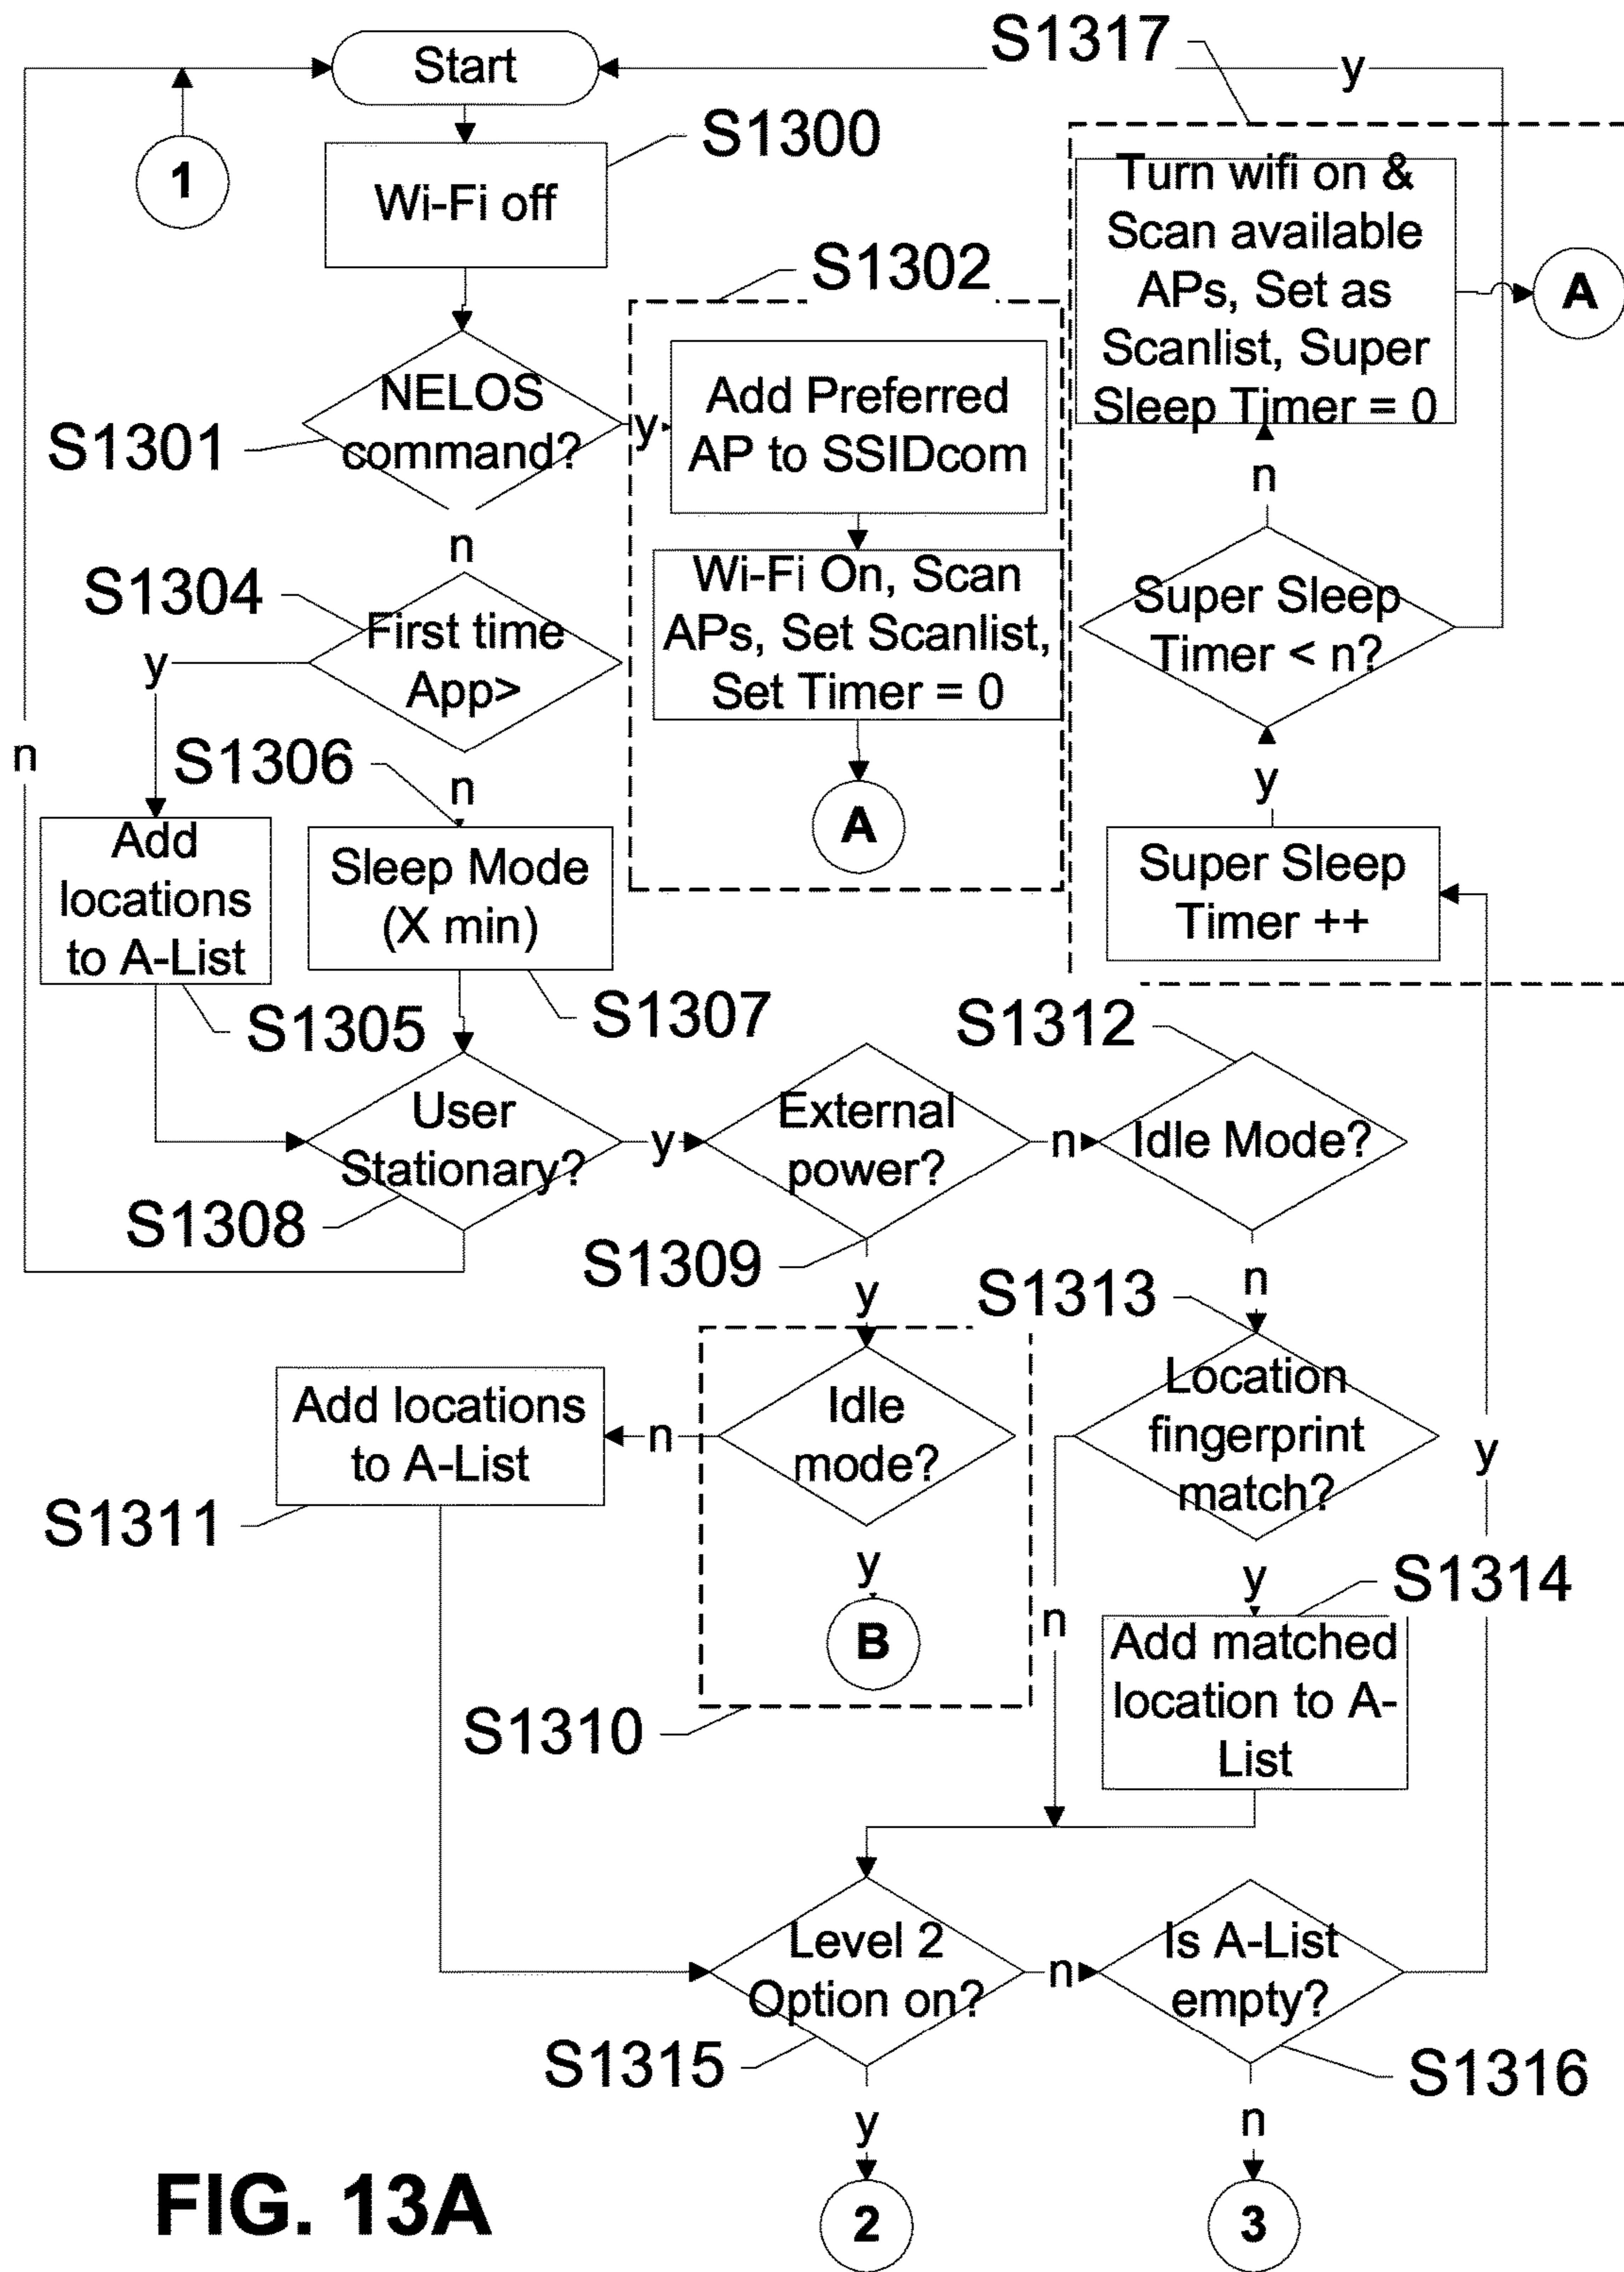 S1317
Start
y
1
S1300
Wi-Fi off
Turn wifi on &
Scan available
APs, Set as
Scanlist, Super
Sleep Timer = 0
A
S1302
NELOS
command?
S1301
y
Add Preferred
AP to SSIDcom
n
n
S1304
First time
App>
y
Wi-Fi On, Scan
APs, Set Scanlist,
Set Timer = 0
Super Sleep
Timer < n?
n
S1306
n
y
A
Add
locations
to A-List
Sleep Mode
(X min)
Super Sleep
Timer ++
S1305
S1307
S1312
User
Stationary?
y
External
power?
n
Idle Mode?
S1308
S1309
y
S1313
n
Add locations
to A-List
n
Idle
mode?
Location
fingerprint
match?
y
S1311
y
B
n
y
S1314
Add matched
location to A-
List
S1310
Level 2
Option on?
n
Is A-List
empty?
S1315
S1316
y
n
FIG. 13A
2
3